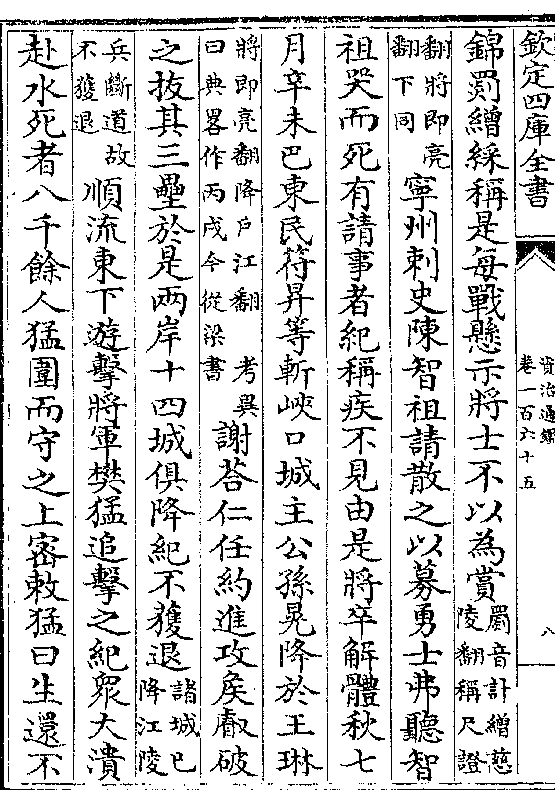 欽定四庫全書
資治通鑑
卷一百六十五
八
錦罽繒綵稱是每戰懸示將士不以為賞罽音計繒慈陵翻稱尺證
翻將即亮翻下同寧州刺史陳智祖請散之以募勇士弗聽智
祖哭而死有請事者紀稱疾不見由是將卒解體秋七
月辛未巴東民符昇等斬峽口城主公孫晃降於王琳
將即亮翻降户江翻 考異曰典畧作丙戌今從梁書謝荅仁任約進攻矦叡破
之抜其三壘於是兩岸十四城俱降紀不獲退諸城已降江陵
兵斷道故不獲退順流東下遊擊將軍樊猛追擊之紀衆大潰
赴水死者八千餘人猛圍而守之上密敕猛曰生還不